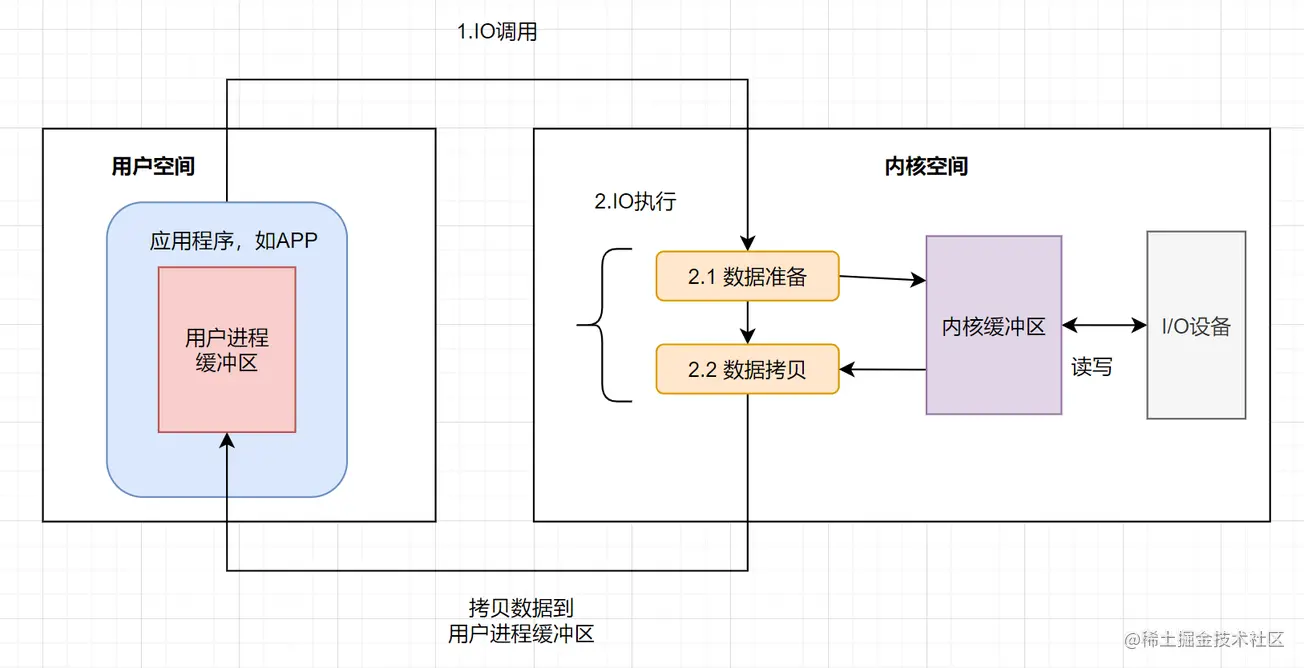 1.IO调用
用户空间
内核空间
2.IO执行
应用程序，如APP
用户进程
缓冲区
2.1 数据准备
2.2 数据拷贝
内核缓冲区
读写
I/O设备
拷贝数据到
用户进程缓冲区
@稀土掘金技术社区